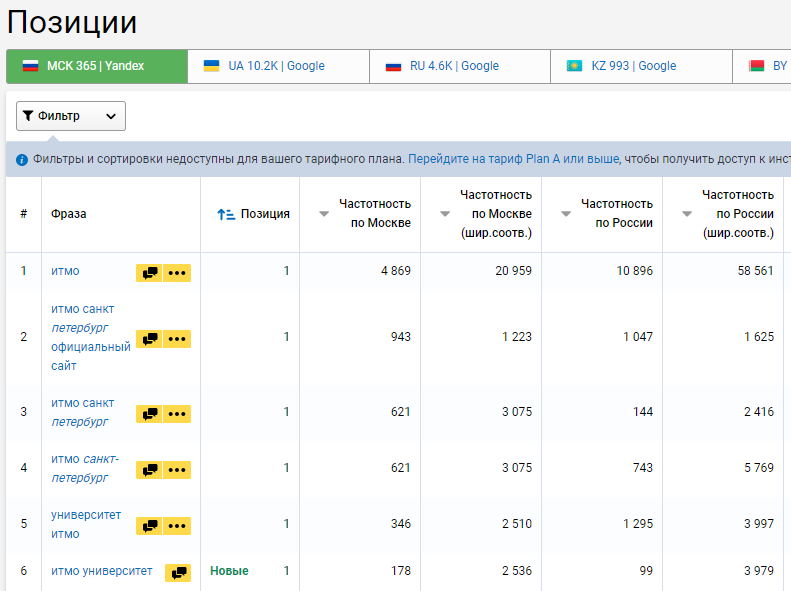 Позиции
МСК 365 | Yandex
UA 10.2K | Google
RU 4.6K | Google
KZ 993 | Google
BY
Фильтр
Фильтры и сортировки недоступны для вашего тарифного плана. Перейдите на тариф Plan A или выше, чтобы получить доступ к инст
# Фраза Позиция Частотность по Москве Частотность по Москве (шир.соотв.) Частотность по России Частотность по России (шир.соотв.)
1 итмо 1 4 869 20 959 10 896 58 561
итмо санкт
петербург
2 официальный 1 943 1 223 1 047 1 625
сайт
3 итмо санкт 1 621 3 075 144 2 416
петербург
4 итмо санкт- 1 621 3 075 743 5 769
петербург
5 университет 1 346 2 510 1 295 3 997
итмо
6 итмо университет Новые 1 178 2 536 99 3 979